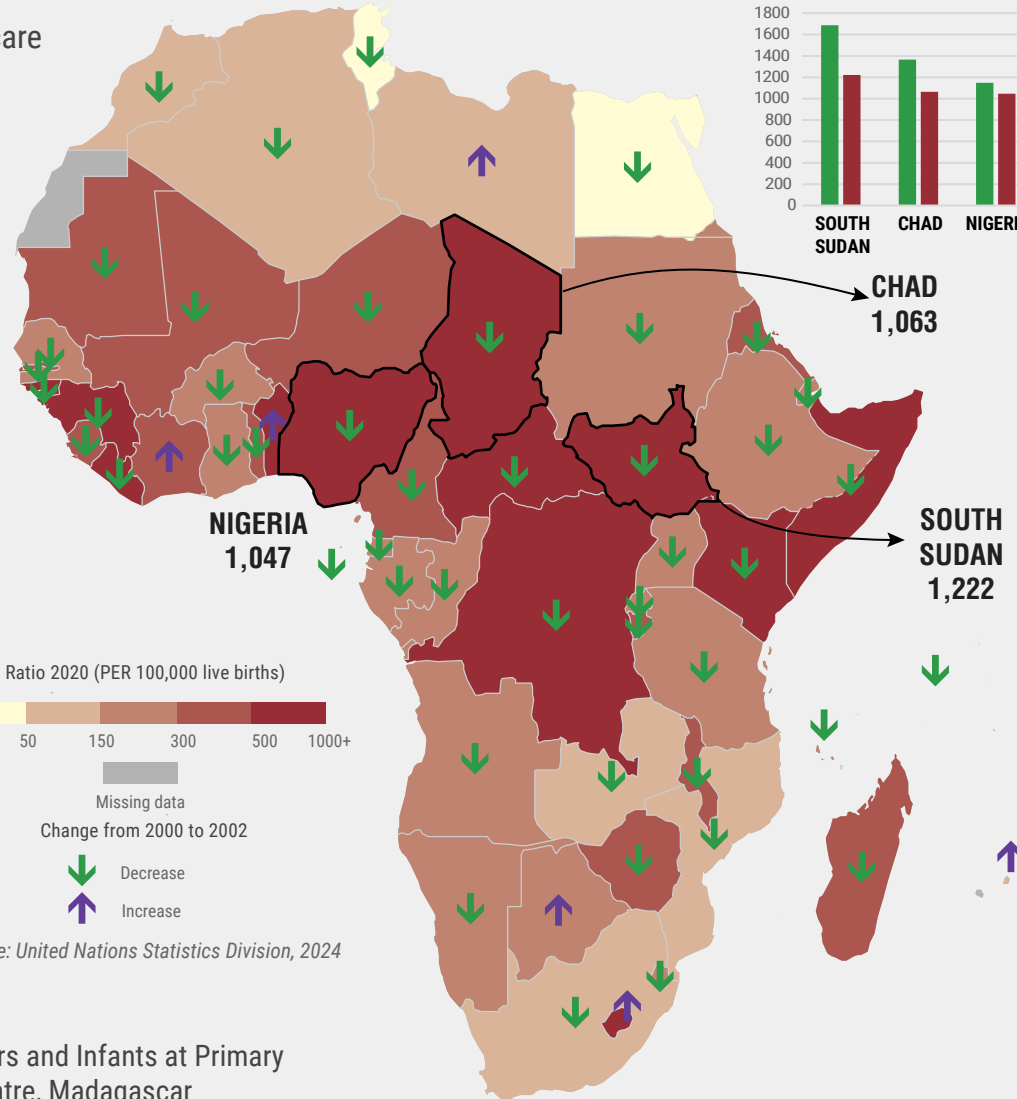 are
1800
1600
1400
1200
1000
800
600
400
200
0
SOUTH
SUDAN
CHAD
NIGERI
CHAD
1,063
NIGERIA
1,047
SOUTH
SUDAN
1,222
Ratio 2020 (PER 100,000 live births)
50 150 300 500 1000+
Missing data
Change from 2000 to 2002
Decrease
Increase
e: United Nations Statistics Division, 2024
rs and Infants at Primary
ntre, Madagascar